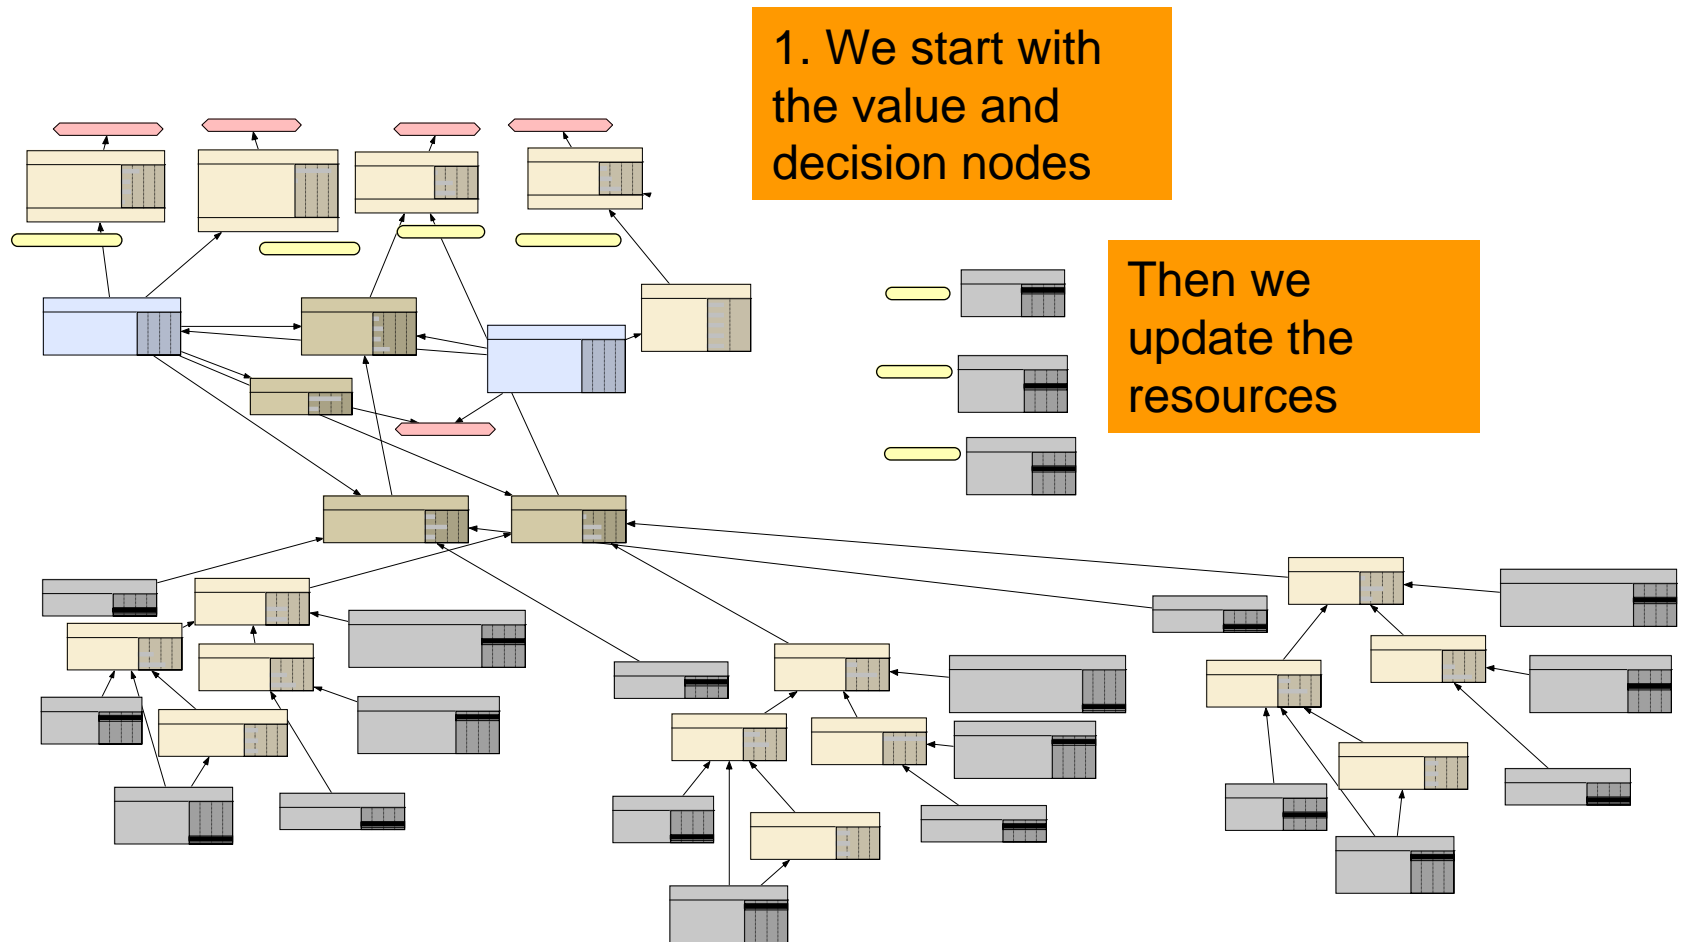 1. We start with
the value and
decision nodes
Then we
update the
resources